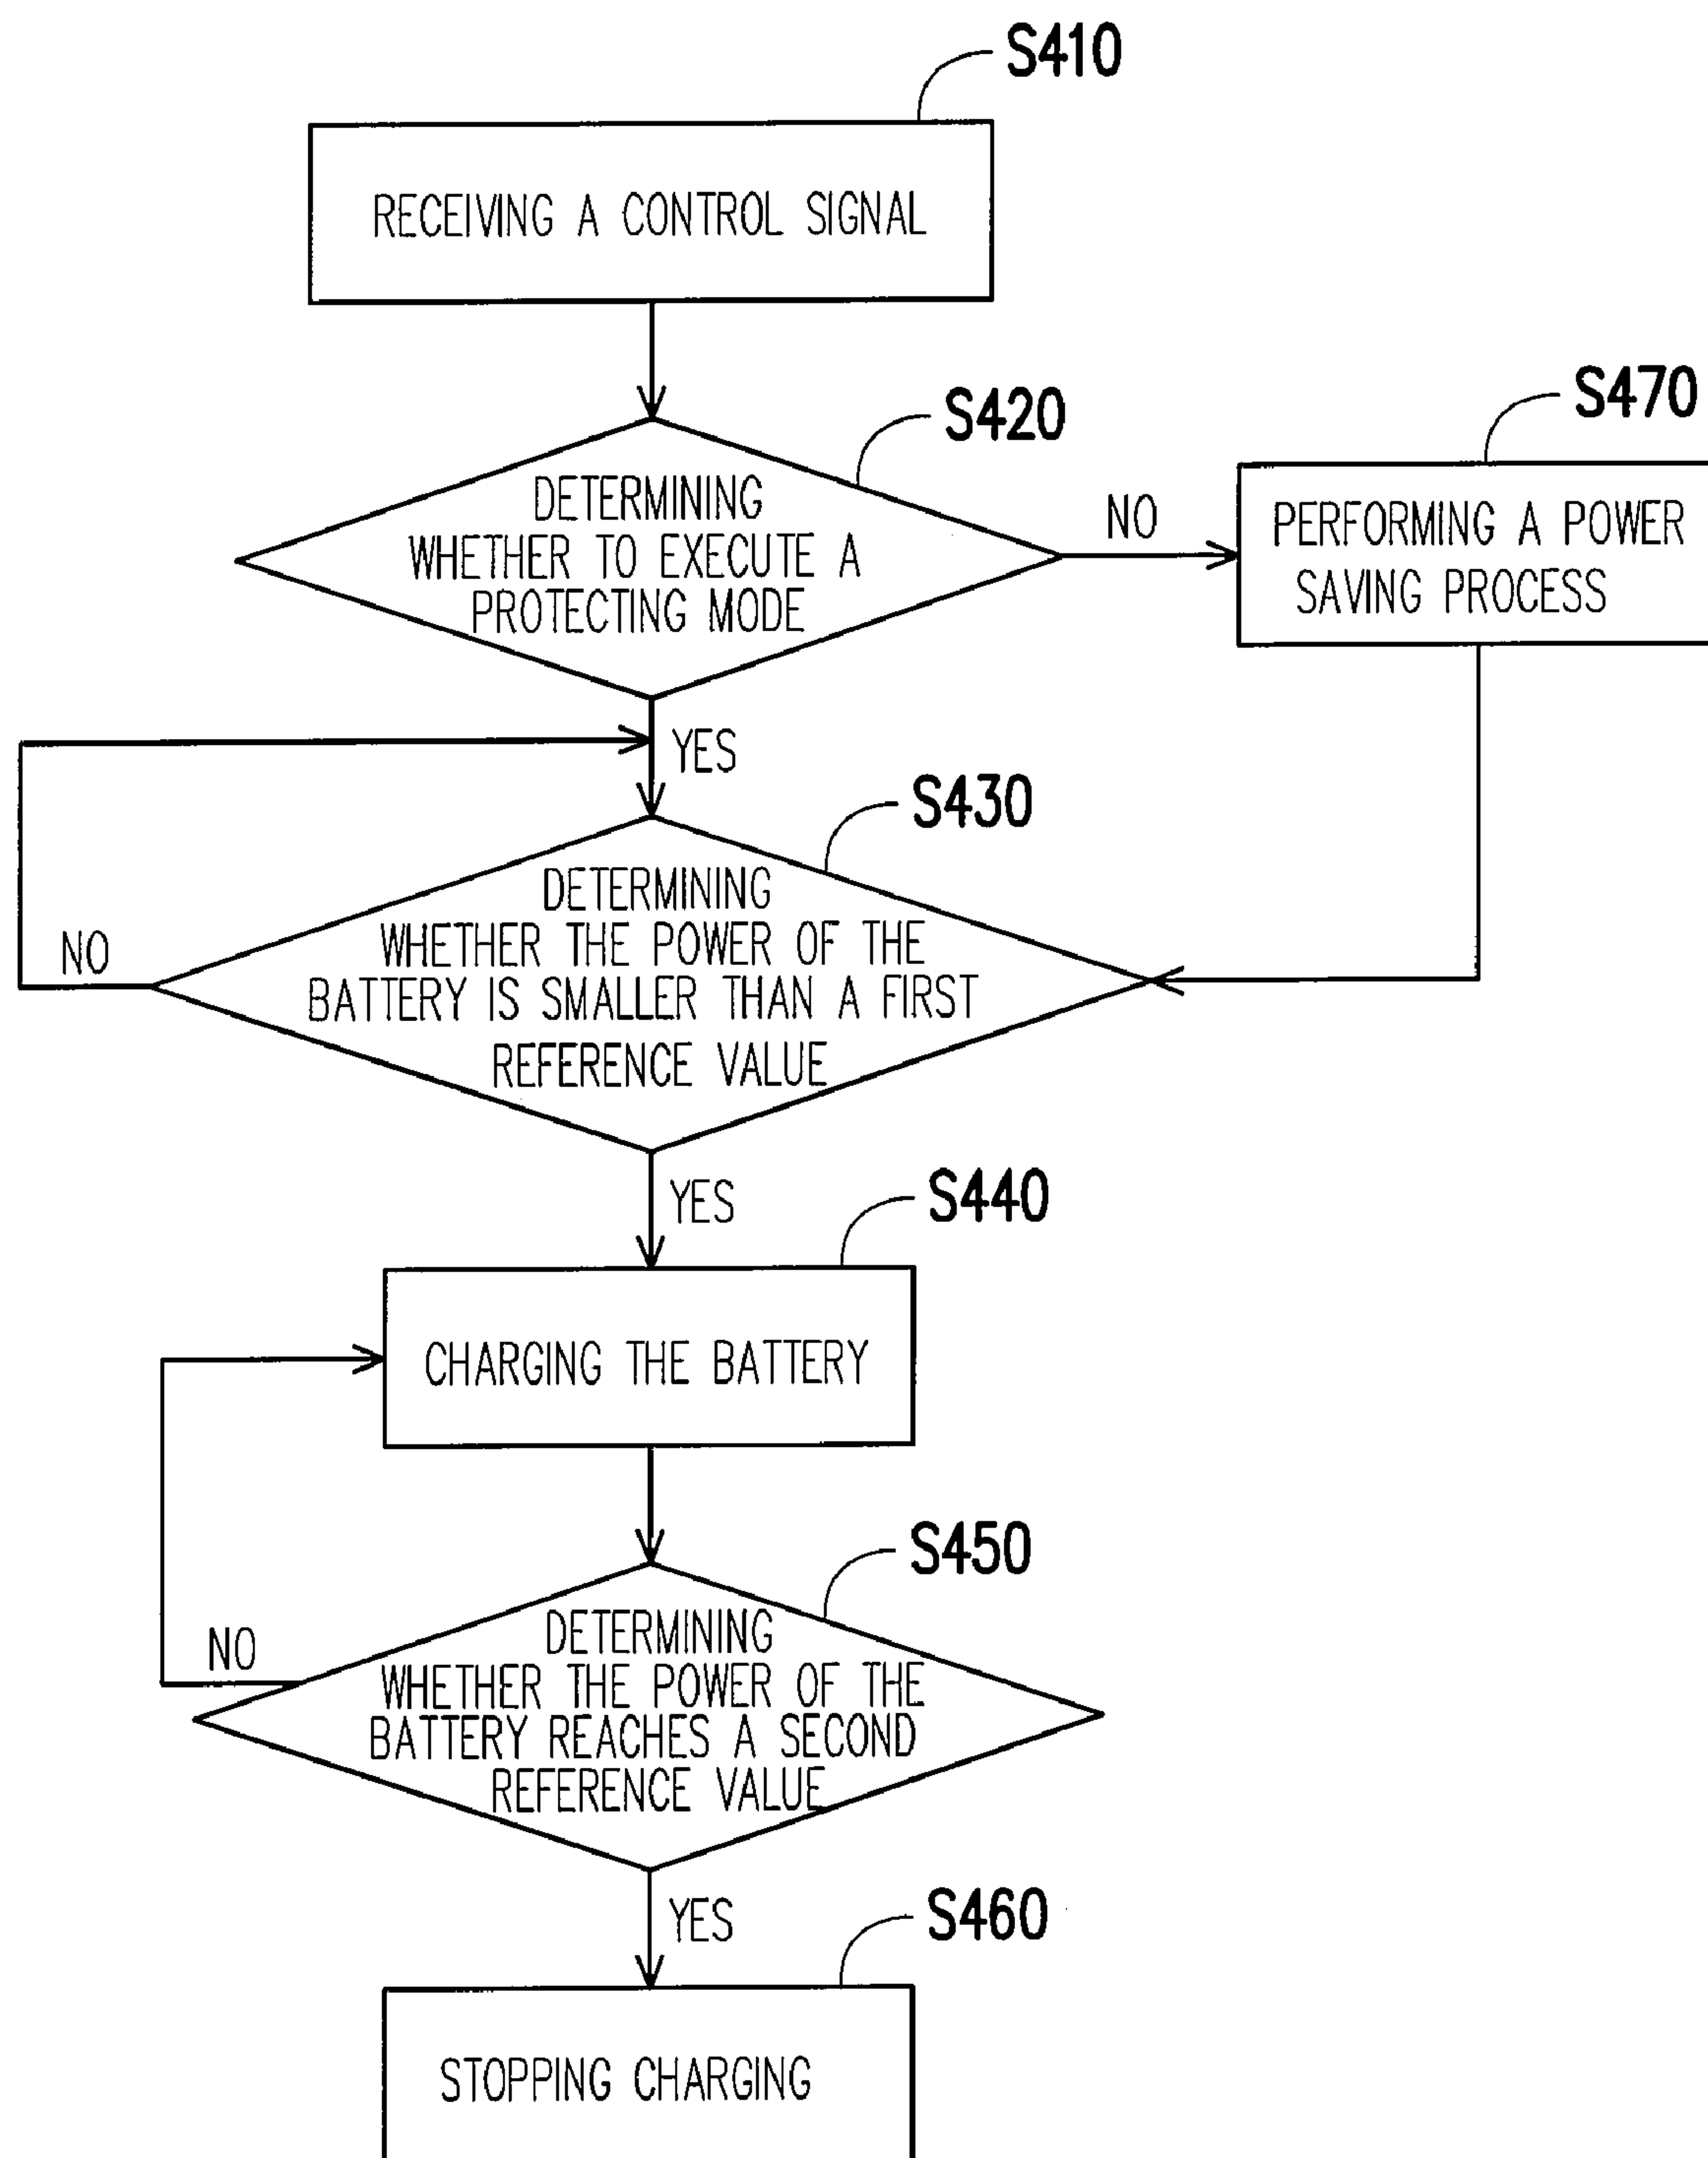 S410
RECEIVING A CONTROL SIGNAL
S420
DETERMINING
WHETHER TO EXECUTE A
PROTECTING MODE
NO
S470
PERFORMING A POWER
SAVING PROCESS
YES
S430
DETERMINING
WHETHER THE POWER OF THE
BATTERY IS SMALLER THAN A FIRST
REFERENCE VALUE
NO
YES
S440
CHARGING THE BATTERY
S450
DETERMINING
WHETHER THE POWER OF THE
BATTERY REACHES A SECOND
REFERENCE VALUE
NO
YES
S460
STOPPING CHARGING